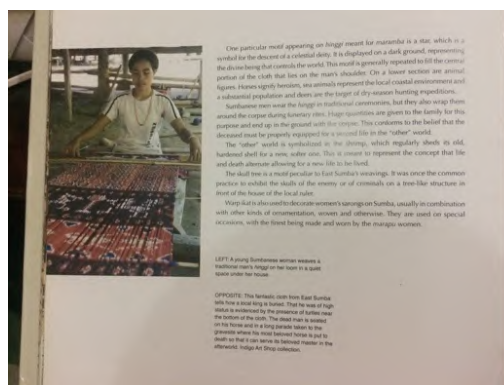 One particular motif appearing on hinggi meant for maramba is a star, which is a
symbol for the descent of a celestial deity. It is displayed on a dark ground, representing
the divine being that controls the world. This motif is generally repeated to fill the central
portion of the cloth that lies on the man's shoulder. On a lower section are animal
figures. Horses signify heroism, sea animals represent the local coastal environment and
a substantial population and deers are the target of dry-season hunting expeditions.
Sumbanese men wear the hinggi in traditional ceremonies, but they also wrap them
around the corpse during funerary rites. Huge quantities are given to the family for this
purpose and end up in the ground with the corpse. This conforms to the belief that the
deceased must be properly equipped for a second life in the "other" world.
The "other" world is symbolized in the shrimp, which regularly sheds its old,
hardened shell for a new, softer one. This is meant to represent the concept that life
and death alternate allowing for a new life to be lived.
The skull tree is a motif peculiar to East Sumba's weavings. It was once the common
practice to exhibit the skulls of the enemy or of criminals on a tree-like structure in
front of the house of the local ruler.
Warp ikat is also used to decorate women's sarongs on Sumba, usually in combination
with other kinds of ornamentation, woven and otherwise. They are used on special
occasions, with the finest being made and worn by the marapu women.
LEFT: A young Sumbanese woman weaves a
traditional men's hinggi on her loom in a quiet
space under her house.
OPPOSITE: This fantastic cloth from East Sumba
tells how a local king is buried. That he was of high
status is evidenced by the presence of turtles near
the bottom of the cloth. The dead man is seated
on his horse and in a long parade taken to the
gravesite where his most beloved horse is put to
death so that it can serve its beloved master in the
afterworld. Indigo Art Shop collection.